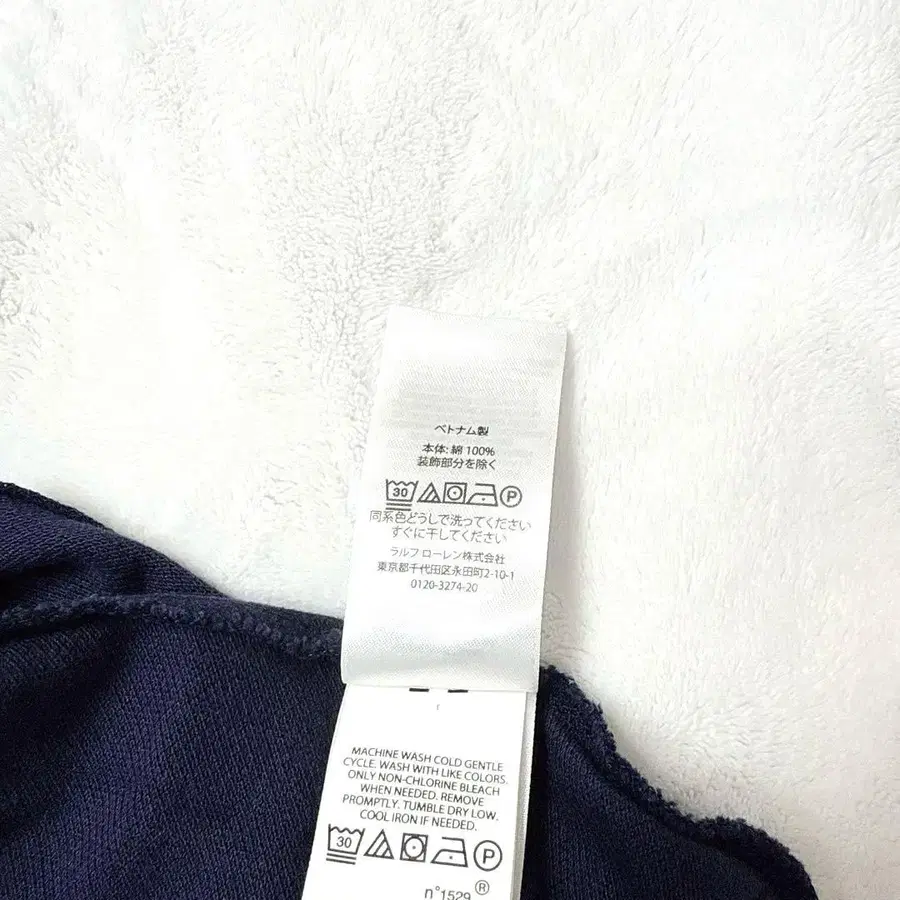 ベトナム製
本体: 綿 100%
装飾部分を除く
30 P
同系色どうしで洗ってください
すぐに干してください
ラルフ ローレン株式会社
東京都千代田区永田町2-10-1
0120-3274-20
MACHINE WASH COLD GENTLE
CYCLE. WASH WITH LIKE COLORS.
ONLY NON-CHLORINE BLEACH
WHEN NEEDED. REMOVE
PROMPTLY. TUMBLE DRY LOW.
COOL IRON IF NEEDED.
30 P
n°1529 ®